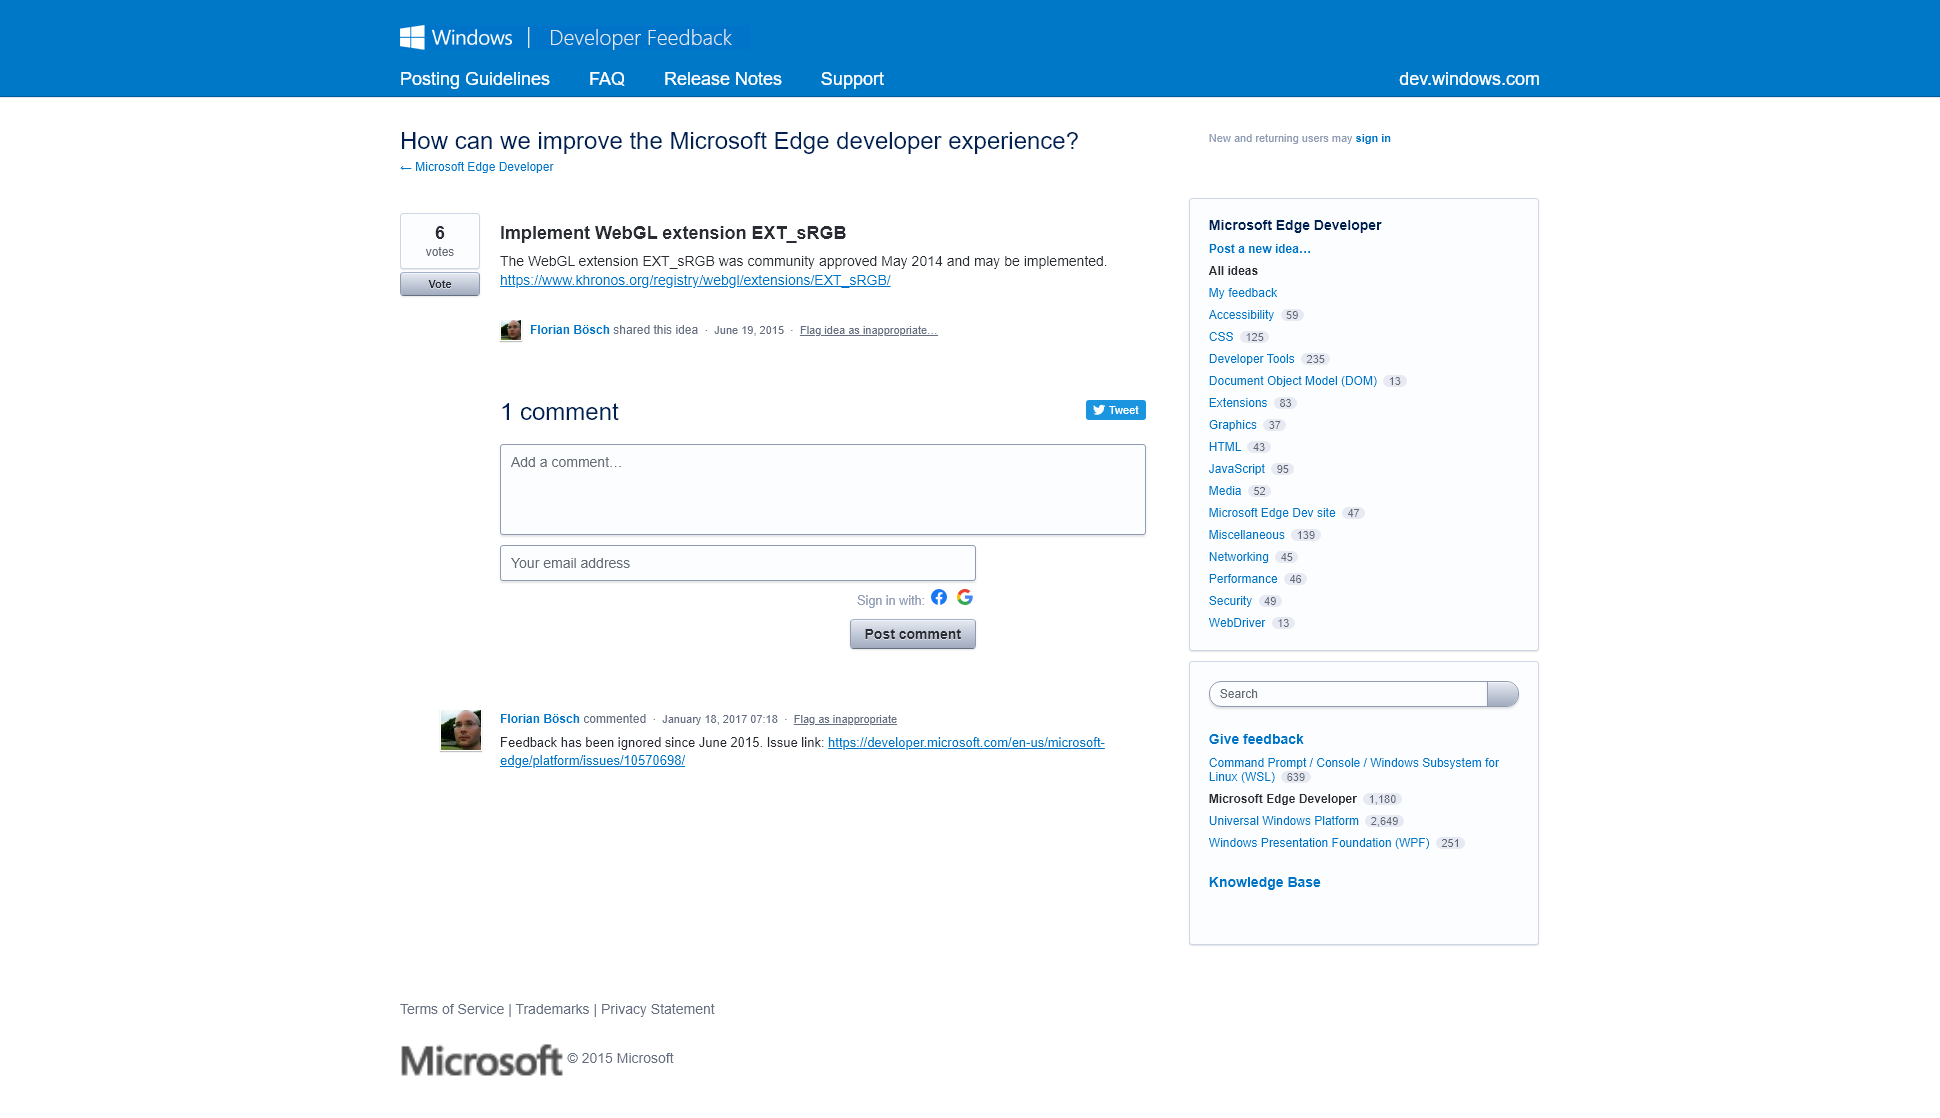 Windows | Developer Feedback
Posting Guidelines FAQ Release Notes Support dev.windows.com
How can we improve the Microsoft Edge developer experience?
← Microsoft Edge Developer
New and returning users may sign in
6
votes
Vote
Implement WebGL extension EXT_sRGB
The WebGL extension EXT_sRGB was community approved May 2014 and may be implemented.
https://www.khronos.org/registry/webgl/extensions/EXT_sRGB/
Florian Bösch shared this idea · June 19, 2015 · Flag idea as inappropriate…
1 comment
Tweet
Add a comment…
Your email address
Sign in with:
Post comment
Florian Bösch commented · January 18, 2017 07:18 · Flag as inappropriate
Feedback has been ignored since June 2015. Issue link: https://developer.microsoft.com/en-us/microsoft-
edge/platform/issues/10570698/
Microsoft Edge Developer
Post a new idea…
All ideas
My feedback
Accessibility 59
CSS 125
Developer Tools 235
Document Object Model (DOM) 13
Extensions 83
Graphics 37
HTML 43
JavaScript 95
Media 52
Microsoft Edge Dev site 47
Miscellaneous 139
Networking 45
Performance 46
Security 49
WebDriver 13
Search
Give feedback
Command Prompt / Console / Windows Subsystem for
Linux (WSL) 639
Microsoft Edge Developer 1,180
Universal Windows Platform 2,649
Windows Presentation Foundation (WPF) 251
Knowledge Base
Terms of Service | Trademarks | Privacy Statement
Microsoft © 2015 Microsoft